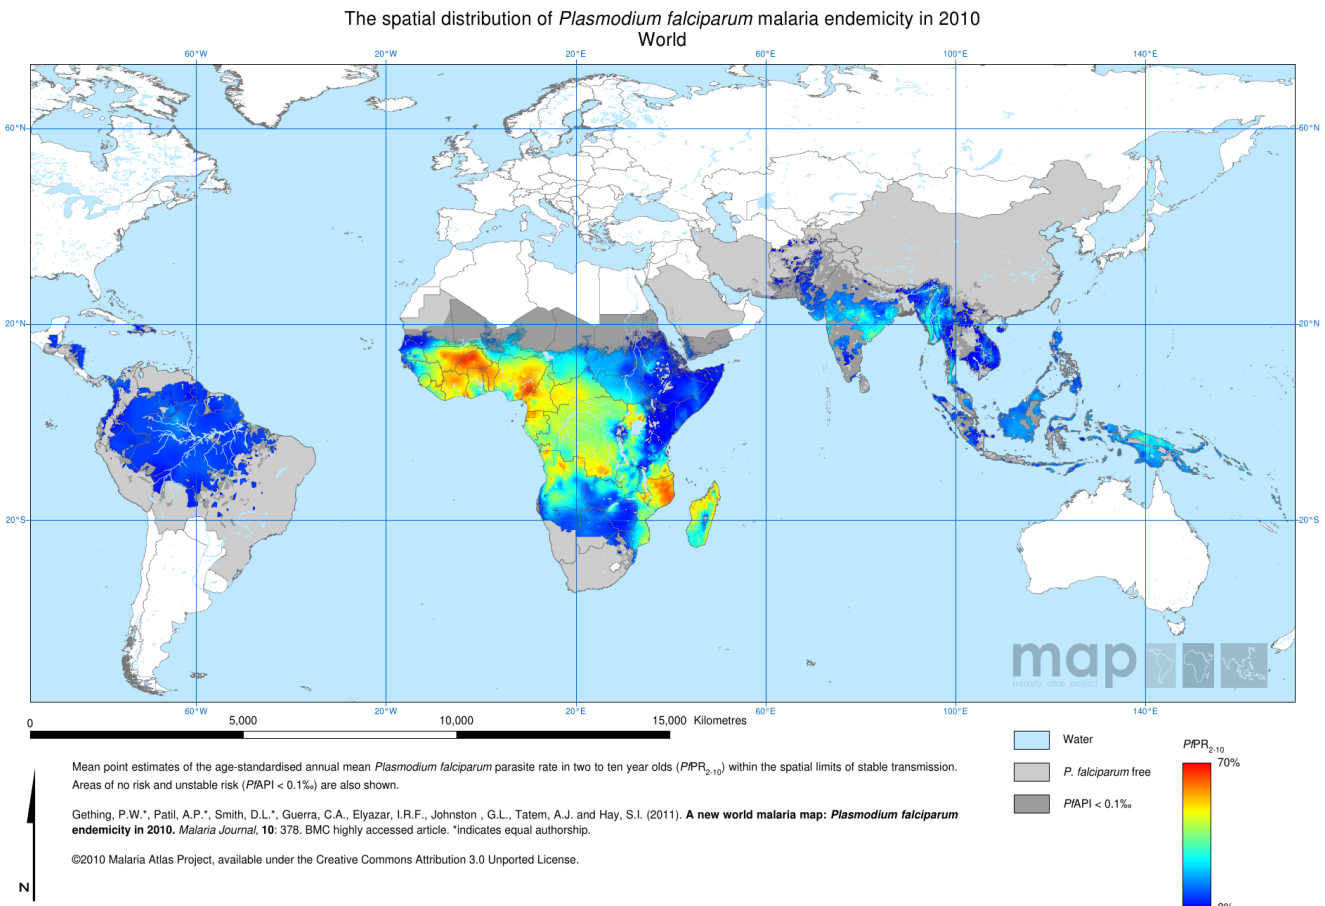 The spatial distribution of Plasmodium falciparum malaria endemicity in 2010
World
60°W 20°W 20°E 60°E 100°E 140°E
60°N 60°N
20°N 20°N
20°S 20°S
map
malaria atlas project
60°W 20°W 20°E 60°E 100°E 140°E
0 5,000 10,000 15,000 Kilometres
Water
PfPR2-10
70%
P. falciparum free
PfAPI < 0.1‰
Mean point estimates of the age-standardised annual mean Plasmodium falciparum parasite rate in two to ten year olds (PfPR2-10) within the spatial limits of stable transmission.
Areas of no risk and unstable risk (PfAPI < 0.1‰) are also shown.
Gething, P.W.*, Patil, A.P.*, Smith, D.L.*, Guerra, C.A., Elyazar, I.R.F., Johnston , G.L., Tatem, A.J. and Hay, S.I. (2011). A new world malaria map: Plasmodium falciparum
endemicity in 2010. Malaria Journal, 10: 378. BMC highly accessed article. *indicates equal authorship.
©2010 Malaria Atlas Project, available under the Creative Commons Attribution 3.0 Unported License.
N